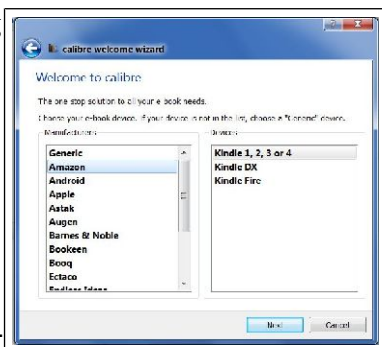 calibre welcome wizard
Welcome to calibre
The one stop solution to all your e-book needs.
Choose your e-book device. If your device is not in the list, choose a "Generic" device.
Manufacturers
Generic
Amazon
Android
Apple
Astak
Augen
Barnes & Noble
Bookeen
Booq
Ectaco
Endless Ideas
Devices
Kindle 1, 2, 3 or 4
Kindle DX
Kindle Fire
Next
Cancel